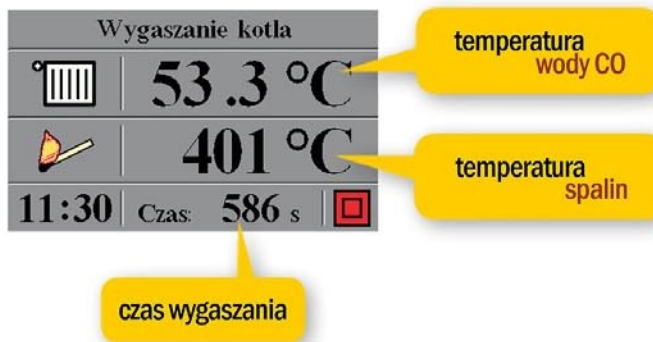 Wygaszanie kotla
53.3 °C
temperatura
wody CO
401 °C
temperatura
spalin
11:30 Czas: 586 s
czas wygaszania